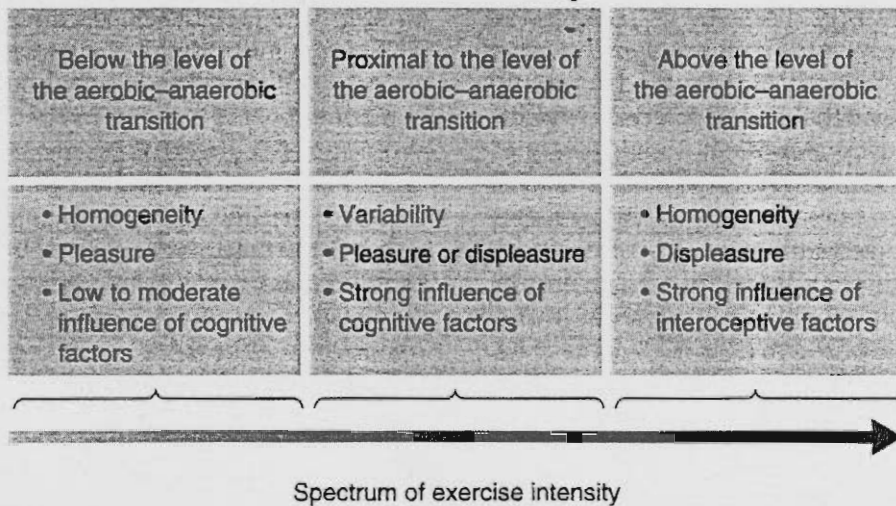 Below the level of
the aerobic–anaerobic
transition
Proximal to the level of
the aerobic–anaerobic
transition
Above the level of
the aerobic–anaerobic
transition
• Homogeneity
• Pleasure
• Low to moderate
influence of cognitive
factors
• Variability
• Pleasure or displeasure
• Strong influence of
cognitive factors
• Homogeneity
• Displeasure
• Strong influence of
interoceptive factors
Spectrum of exercise intensity